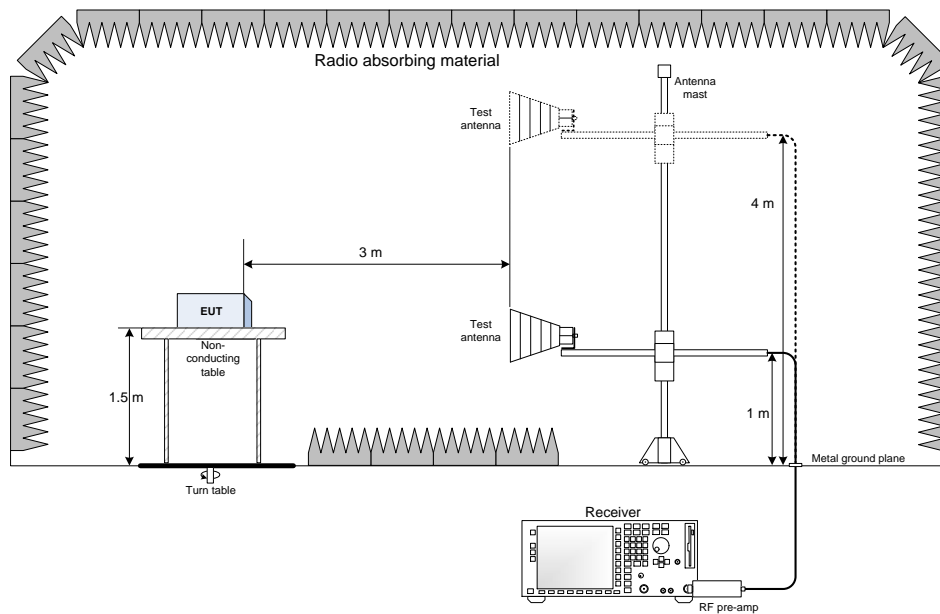 Radio absorbing material
Antenna
mast
Test
antenna
4 m
3 m
EUT
Test
antenna
Non-
conducting
table
1.5 m
1 m
Metal ground plane
Turn table
Receiver
RF pre-amp